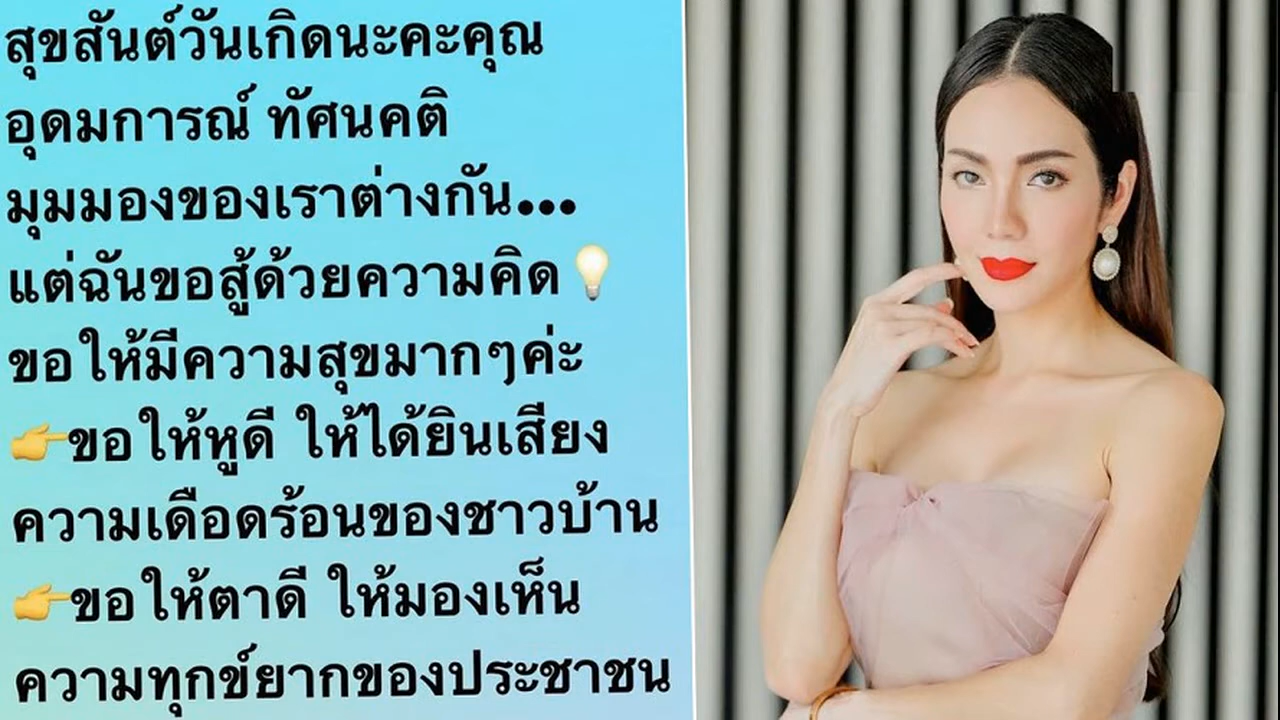 สุขสันต์วันเกิดนะคะคุณ
อุดมการณ์ ทัศนคติ
มุมมองของเราต่างกัน...
แต่ฉันขอสู้ด้วยความคิด💡
ขอให้มีความสุขมากๆค่ะ
👉ขอให้หูดี ให้ได้ยินเสียง
ความเดือดร้อนของชาวบ้าน
👉ขอให้ตาดี ให้มองเห็น
ความทุกข์ยากของประชาชน